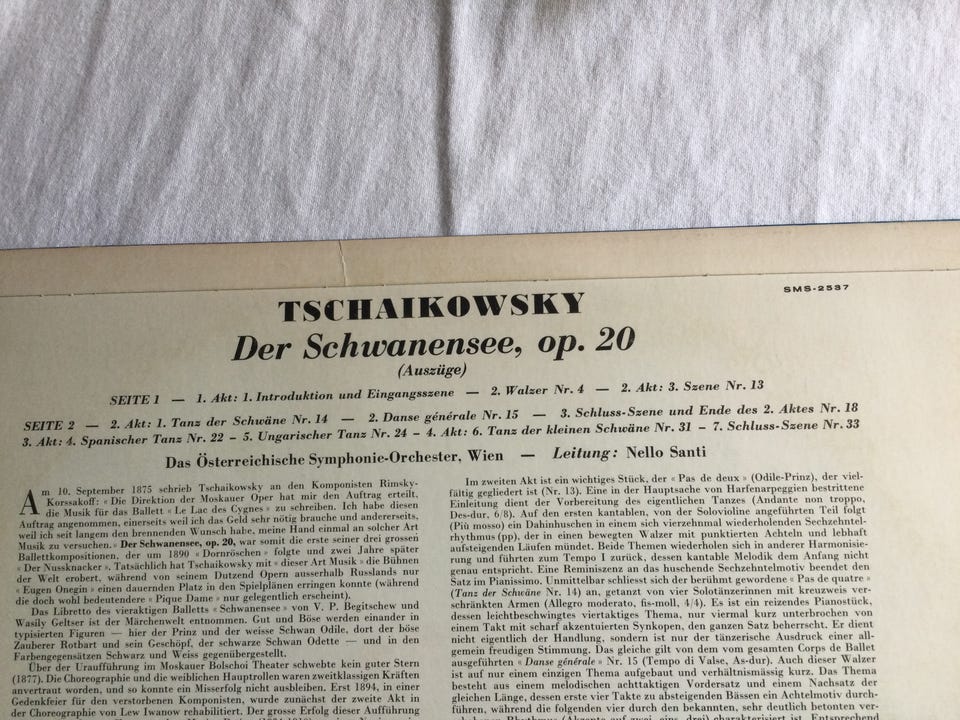 SMS-2537
TSCHAIKOWSKY
Der Schwanensee, op. 20
(Auszüge)
SEITE 1 — 1. Akt: 1. Introduktion und Eingangsszene — 2. Walzer Nr. 4 — 2. Akt: 3. Szene Nr. 13
SEITE 2 — 2. Akt: 1. Tanz der Schwäne Nr. 14 — 2. Danse générale Nr. 15 — 3. Schluss-Szene und Ende des 2. Aktes Nr. 18
3. Akt: 4. Spanischer Tanz Nr. 22 – 5. Ungarischer Tanz Nr. 24 – 4. Akt: 6. Tanz der kleinen Schwäne Nr. 31 – 7. Schluss-Szene Nr. 33
Das Österreichische Symphonie-Orchester, Wien — Leitung: Nello Santi
Am 10. September 1875 schrieb Tschaikowsky an den Komponisten Rimsky-
Korssakoff: « Die Direktion der Moskauer Oper hat mir den Auftrag erteilt,
die Musik für das Ballett « Le Lac des Cygnes » zu schreiben. Ich habe diesen
Auftrag angenommen, einerseits weil ich das Geld sehr nötig brauche und andererseits,
weil ich seit langem den brennenden Wunsch habe, meine Hand einmal an solcher Art
Musik zu versuchen. » Der Schwanensee, op. 20, war somit die erste seiner drei grossen
Ballettkompositionen, der um 1890 « Dornröschen » folgte und zwei Jahre später
« Der Nussknacker ». Tatsächlich hat Tschaikowsky mit « dieser Art Musik » die Bühnen
der Welt erobert, während von seinem Dutzend Opern ausserhalb Russlands nur
« Eugen Onegin » einen dauernden Platz in den Spielplänen erringen konnte (während
die doch wohl bedeutendere « Pique Dame » nur gelegentlich erscheint).
Das Libretto des vieraktigen Balletts « Schwanensee » von V. P. Begitschew und
Wasily Geltser ist der Märchenwelt entnommen. Gut und Böse werden einander in
typisierten Figuren — hier der Prinz und der weisse Schwan Odile, dort der böse
Zauberer Rotbart und sein Geschöpf, der schwarze Schwan Odette — und in den
Farbengegensätzen Schwarz und Weiss gegenübergestellt.
Über der Uraufführung im Moskauer Bolschoi Theater schwebte kein guter Stern
(1877). Die Choreographie und die weiblichen Hauptrollen waren zweitklassigen Kräften
anvertraut worden, und so konnte ein Misserfolg nicht ausbleiben. Erst 1894, in einer
Gedenkfeier für den verstorbenen Komponisten, wurde zunächst der zweite Akt in
der Choreographie von Lew Iwanow rehabilitiert. Der grosse Erfolg dieser Aufführung
Im zweiten Akt ist ein wichtiges Stück, der « Pas de deux » (Odile-Prinz), der viel-
fältig gegliedert ist (Nr. 13). Eine in der Hauptsache von Harfenarpeggien bestrittene
Einleitung dient der Vorbereitung des eigentlichen Tanzes (Andante non troppo,
Des-dur, 6/8). Auf den ersten kantablen, von der Solovioline angeführten Teil folgt
(Più mosso) ein Dahinhuschen in einem sich vierzehnmal wiederholenden Sechzehntel-
rhythmus (pp), der in einen bewegten Walzer mit punktierten Achteln und lebhaft
aufsteigenden Läufen mündet. Beide Themen wiederholen sich in anderer Harmonisie-
rung und führen zum Tempo I zurück, dessen kantable Melodik dem Anfang nicht
genau entspricht. Eine Reminiszenz an das huschende Sechzehntelmotiv beendet den
Satz im Pianissimo. Unmittelbar schliesst sich der berühmt gewordene « Pas de quatre »
(Tanz der Schwäne Nr. 14) an, getanzt von vier Solotänzerinnen mit kreuzweis ver-
schränkten Armen (Allegro moderato, fis-moll, 4/4). Es ist ein reizendes Pianostück,
dessen leichtbeschwingtes viertaktiges Thema, nur viermal kurz unterbrochen von
einem Takt mit scharf akzentuierten Synkopen, den ganzen Satz beherrscht. Er dient
nicht eigentlich der Handlung, sondern ist nur der tänzerische Ausdruck einer all-
gemein freudigen Stimmung. Das gleiche gilt von dem vom gesamten Corps de Ballet
ausgeführten « Danse générale » Nr. 15 (Tempo di Valse, As-dur). Auch dieser Walzer
ist auf nur einem einzigen Thema aufgebaut und verhältnismässig kurz. Das Thema
besteht aus einem melodischen achttaktigen Vordersatz und einem Nachsatz der
gleichen Länge, dessen erste vier Takte zu absteigenden Bässen ein Achtelmotiv durch-
führen, während die folgenden vier durch den bekannten, sehr deutlich betonten ver-